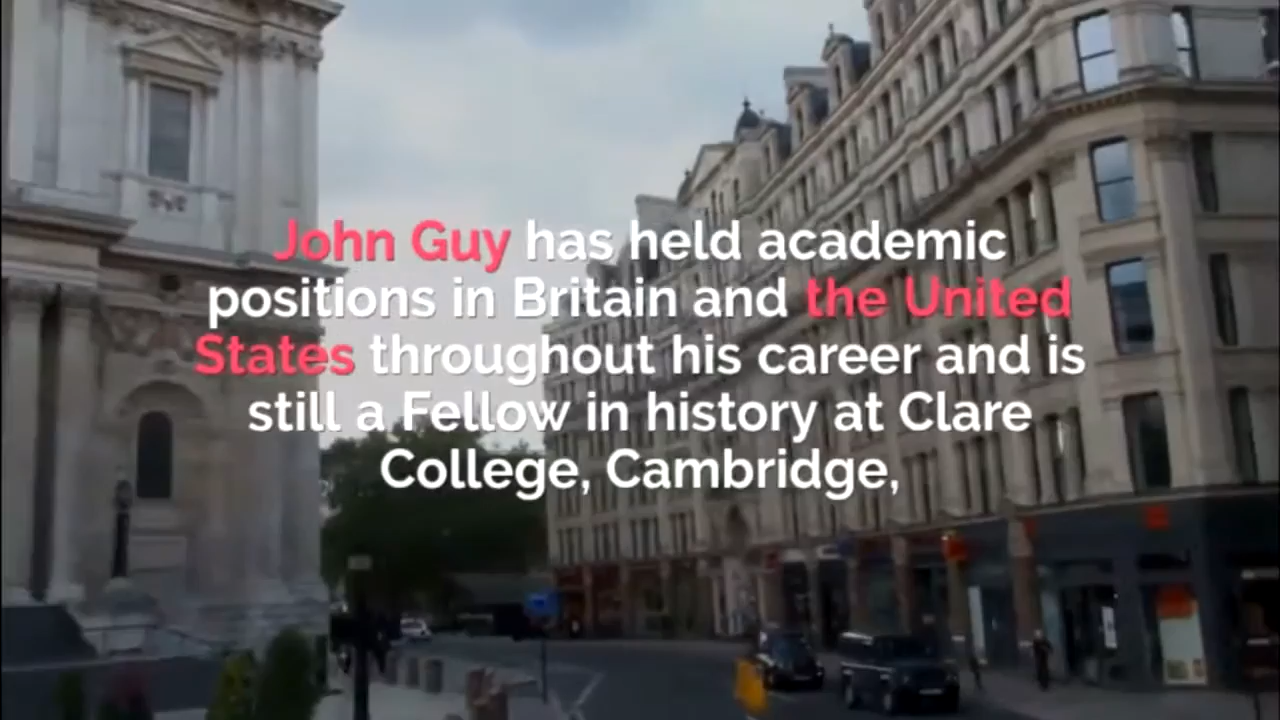 John Guy has held academic
positions in Britain and the United
States throughout his career and is
still a Fellow in history at Clare
College, Cambridge,